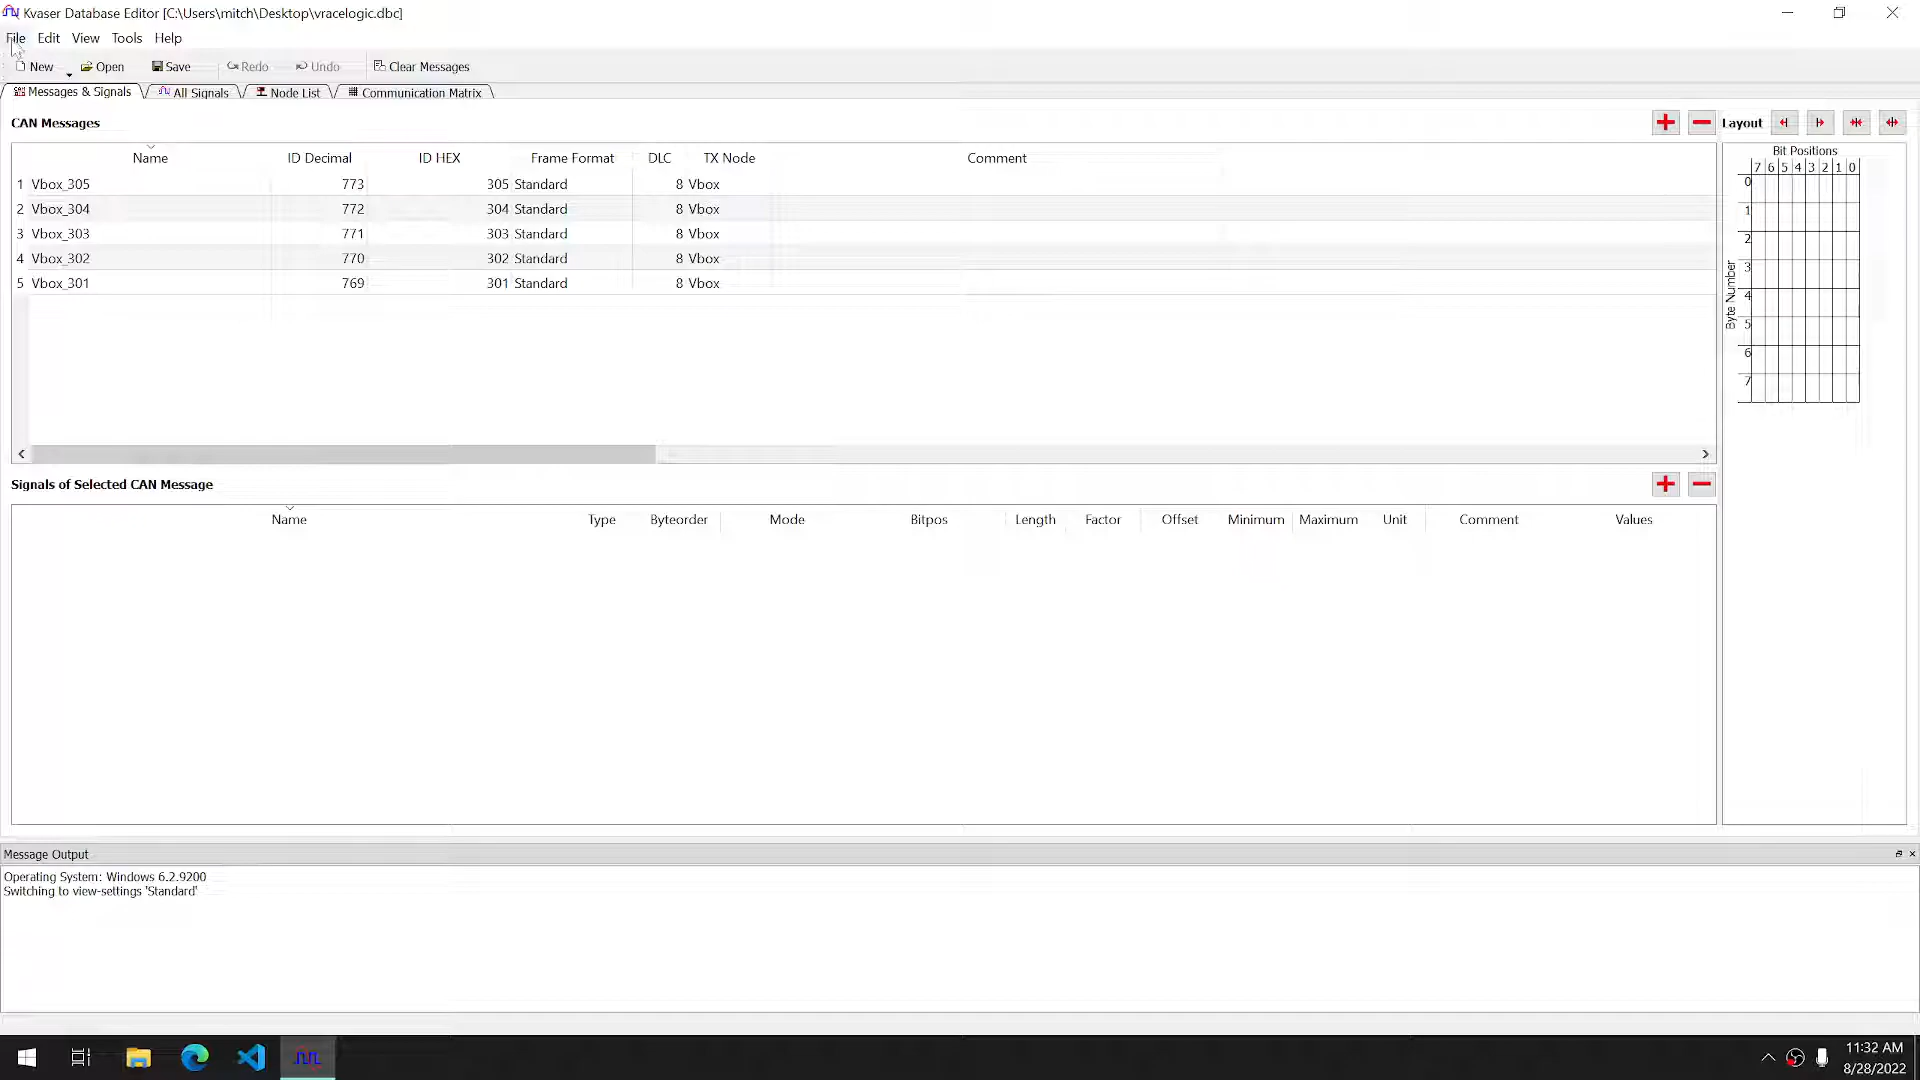 Kvaser Database Editor [C:\Users\mitch\Desktop\vracelogic.dbc]
File Edit View Tools Help
New Open Save Redo Undo Clear Messages
Messages & Signals All Signals Node List Communication Matrix
CAN Messages
Layout
Name ID Decimal ID HEX Frame Format DLC TX Node Comment
1 Vbox_305 773 305 Standard 8 Vbox
2 Vbox_304 772 304 Standard 8 Vbox
3 Vbox_303 771 303 Standard 8 Vbox
4 Vbox_302 770 302 Standard 8 Vbox
5 Vbox_301 769 301 Standard 8 Vbox
Bit Positions
7 6 5 4 3 2 1 0
Byte Number
0
1
2
3
4
5
6
7
Signals of Selected CAN Message
Name Type Byteorder Mode Bitpos Length Factor Offset Minimum Maximum Unit Comment Values
Message Output
Operating System: Windows 6.2.9200
Switching to view-settings 'Standard'
11:32 AM
8/28/2022